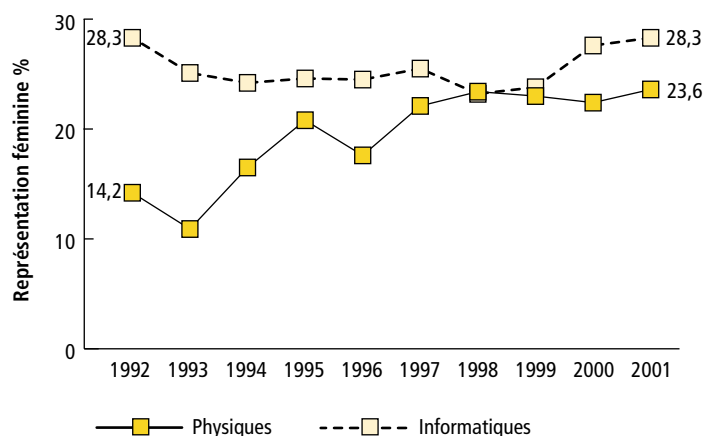 Représentation féminine %
30
20
10
0
28,3
14,2
28,3
23,6
1992 1993 1994 1995 1996 1997 1998 1999 2000 2001
Physiques Informatiques